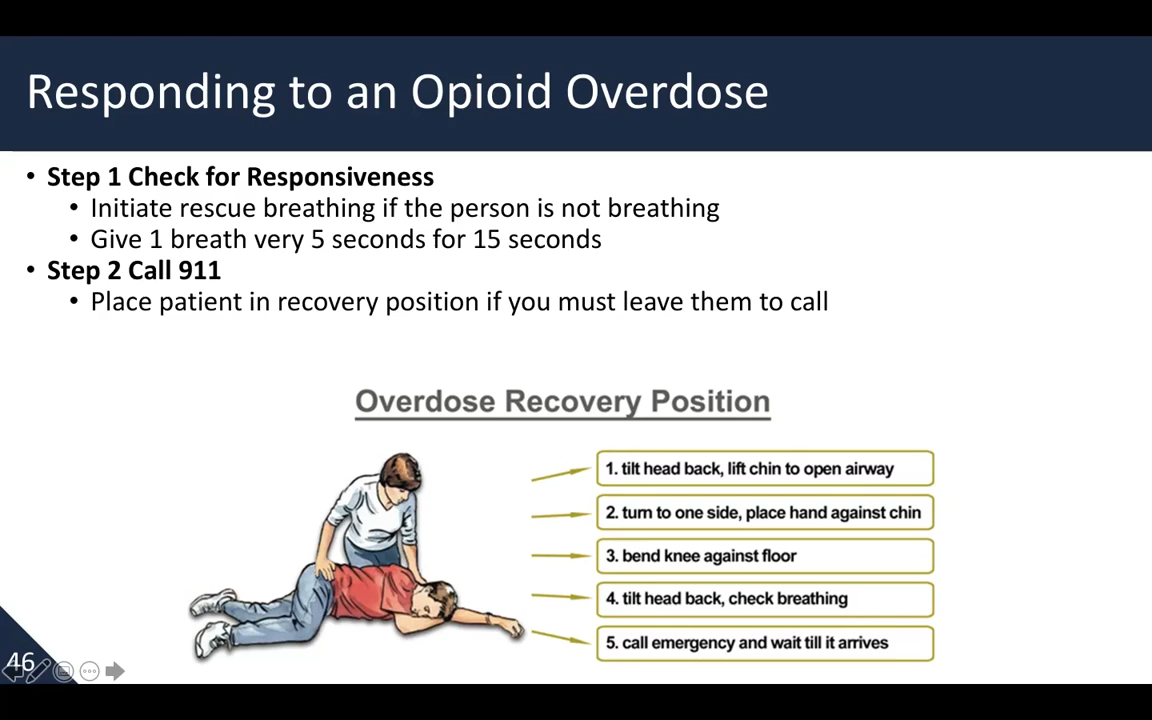 Responding to an Opioid Overdose
• Step 1 Check for Responsiveness
• Initiate rescue breathing if the person is not breathing
• Give 1 breath very 5 seconds for 15 seconds
• Step 2 Call 911
• Place patient in recovery position if you must leave them to call
Overdose Recovery Position
1. tilt head back, lift chin to open airway
2. turn to one side, place hand against chin
3. bend knee against floor
4. tilt head back, check breathing
5. call emergency and wait till it arrives
46